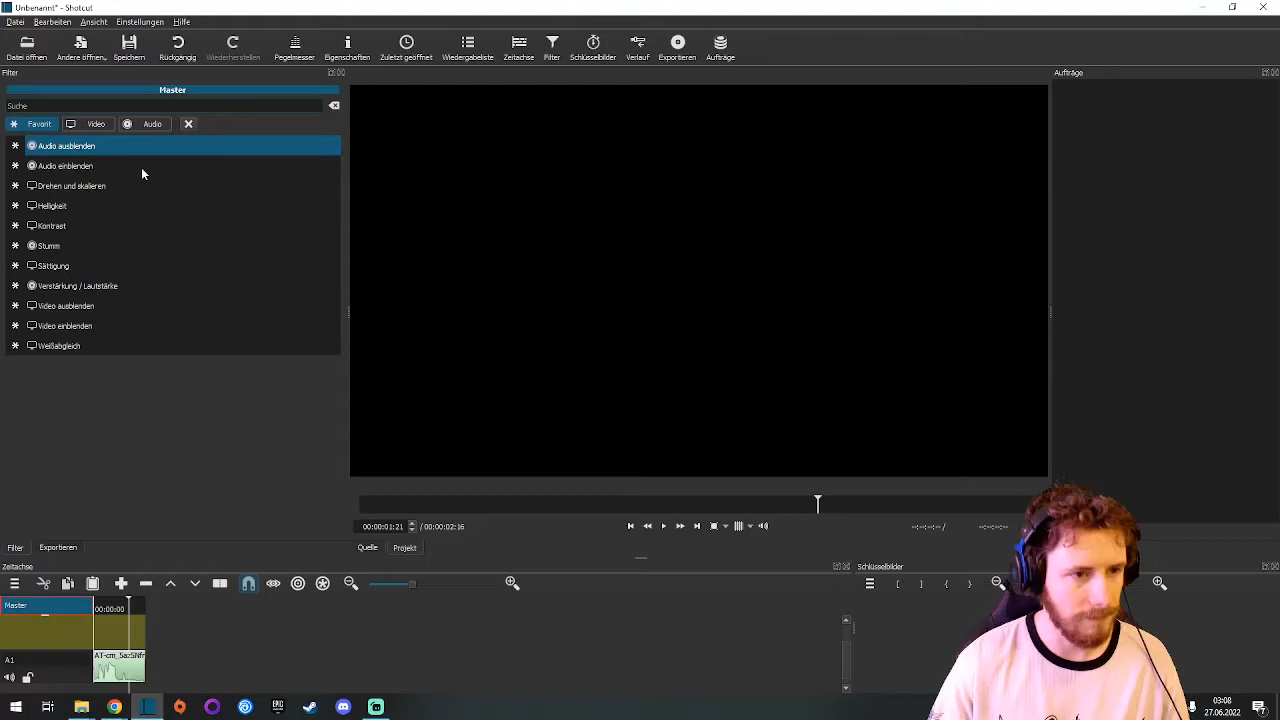 Unbenannt* - Shotcut
Datei Bearbeiten Ansicht Einstellungen Hilfe
Datei öffnen Andere öffnen... Speichern Rückgängig Wiederherstellen Pegelmesser Eigenschaften Zuletzt geöffnet Wiedergabeliste Zeitachse Filter Schlüsselbilder Verlauf Exportieren Aufträge
Filter
Aufträge
Master
Suche
Favorit Video Audio
Audio ausblenden
Audio einblenden
Drehen und skalieren
Helligkeit
Kontrast
Stumm
Sättigung
Verstärkung / Lautstärke
Video ausblenden
Video einblenden
Weißabgleich
00:00:01:21 / 00:00:02:16
--:--:--:-- / --:--:--:--
Filter Exportieren
Quelle Projekt
Zeitachse
Schlüsselbilder
Master
00:00:00
A1
EPIC
03:08
27.06.2022